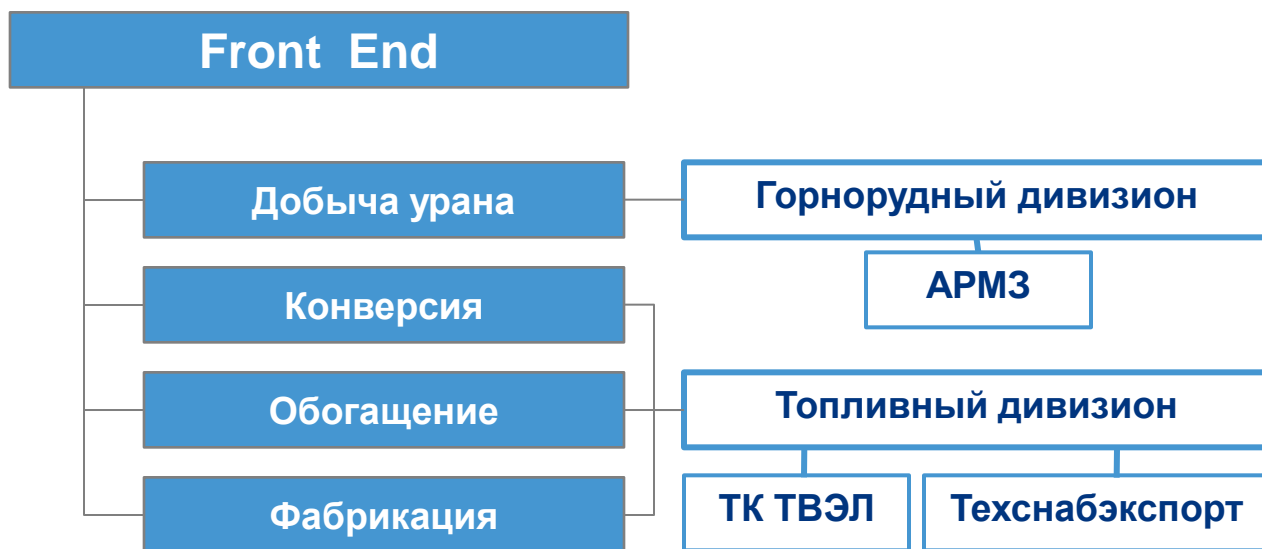 Front End
Добыча урана
Горнорудный дивизион
АРМЗ
Конверсия
Обогащение
Топливный дивизион
Фабрикация
ТК ТВЭЛ
Техснабэкспорт